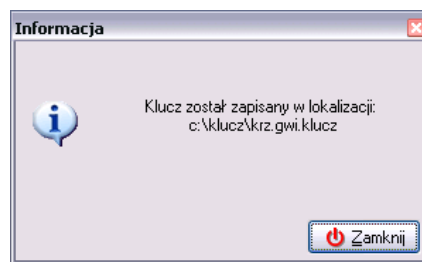 Informacja
Klucz został zapisany w lokalizacji:
c:\klucz\krz.gwi.klucz
Zamknij